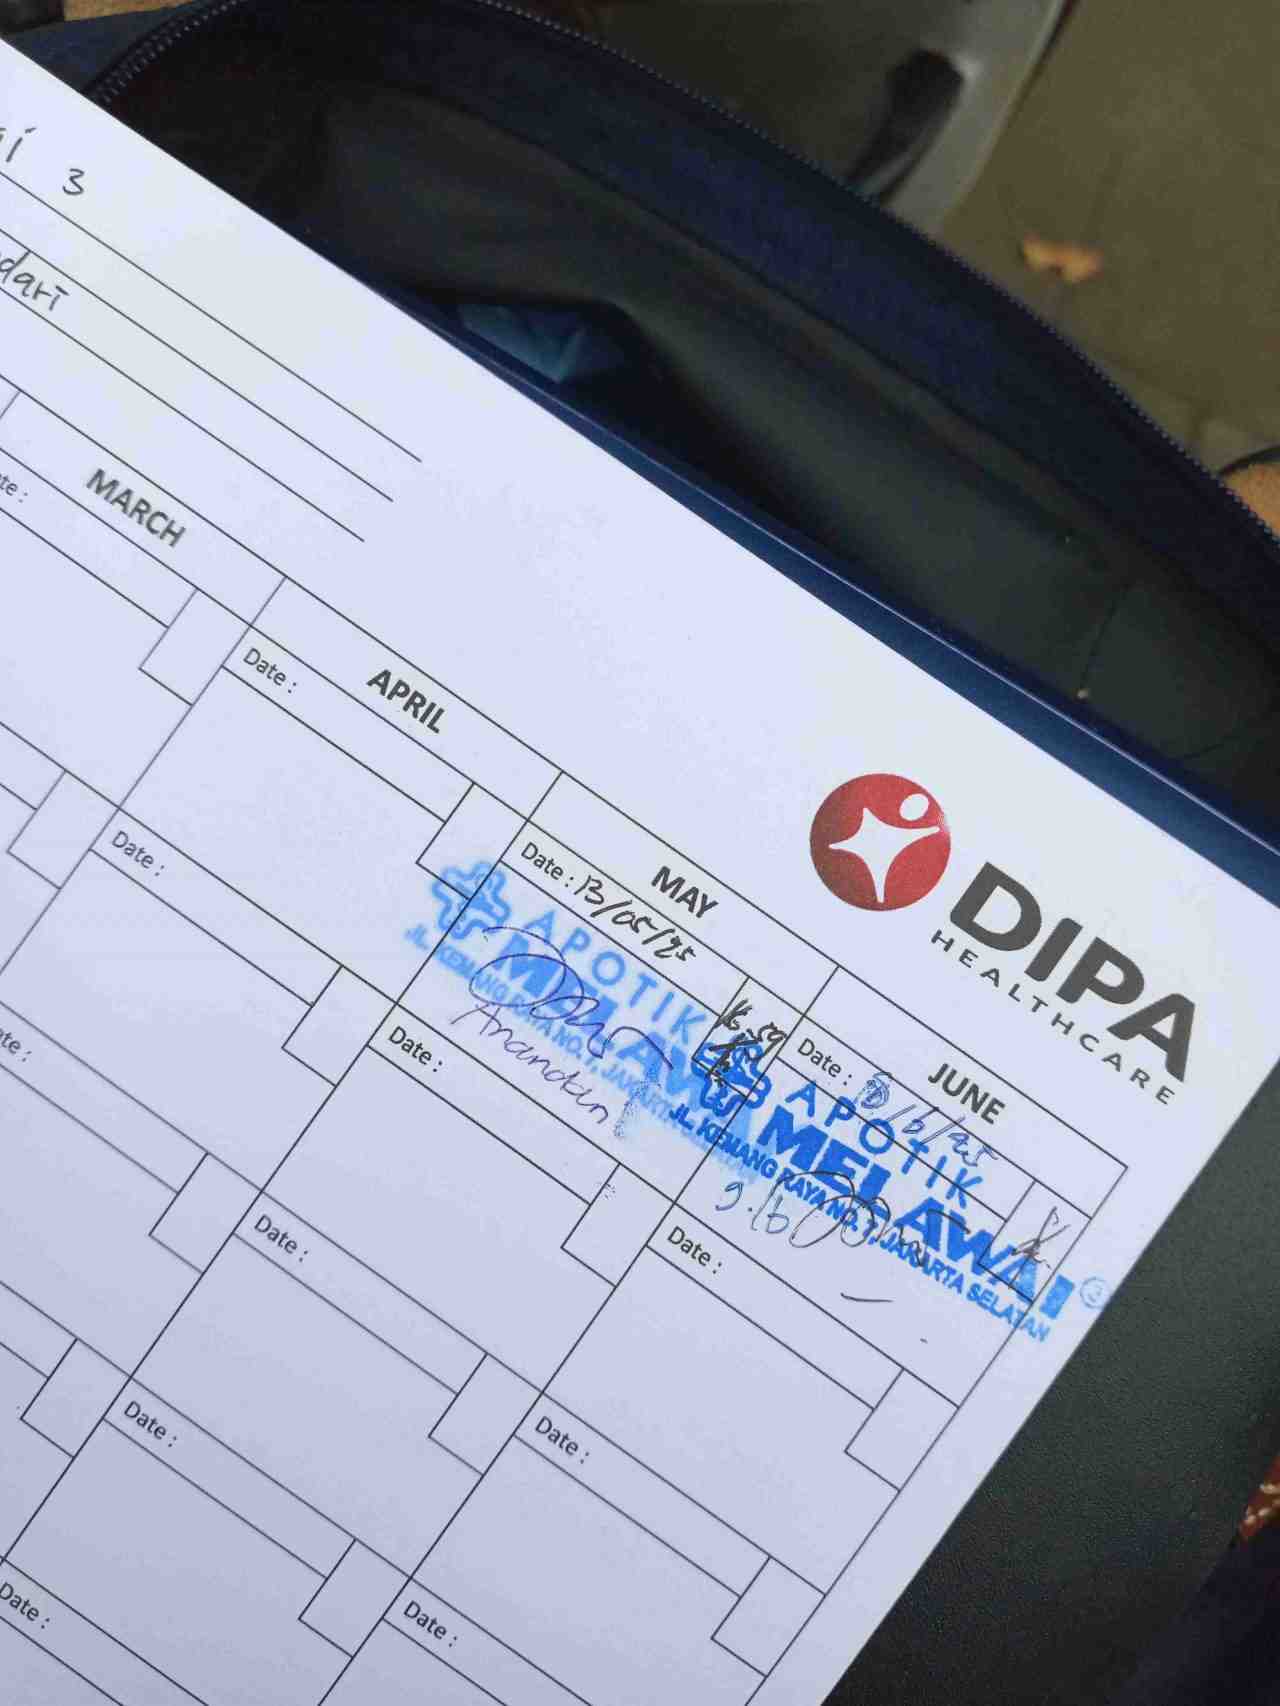 3
DIPA
HEALTHCARE
MARCH
APRIL
MAY
JUNE
Date :
Date : 13/05/25
Date :
APOTIK
MELAWAI
JL. KEMANG RAYA NO. 7, JAKARTA SELATAN
APOTIK
MELAWAI
JL. KEMANG RAYA NO. 7, JAKARTA SELATAN
Date :
Date :
Date :
Date :
Date :
Date :
Date :
Date :